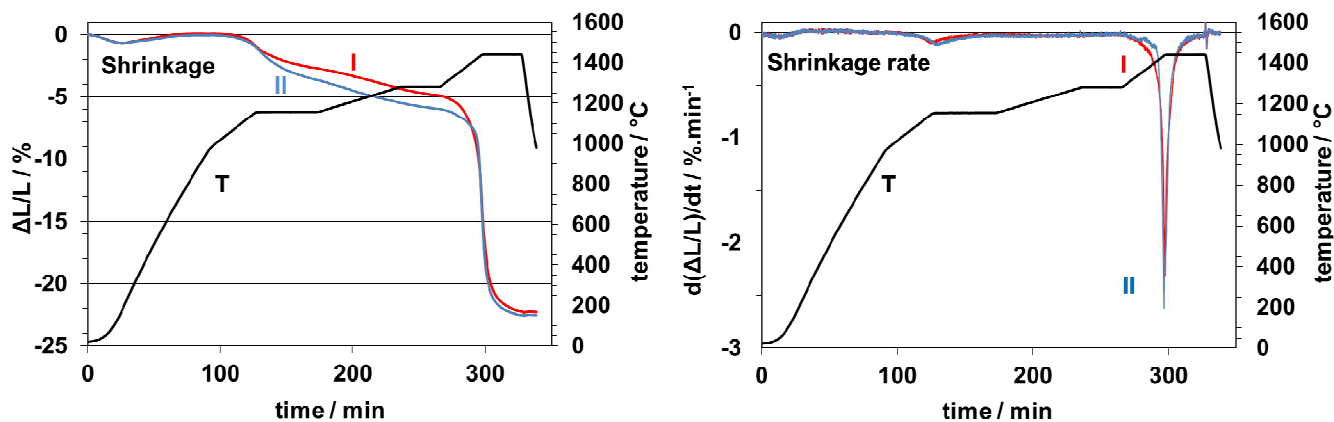 0
-5
-10
-15
-20
-25
ΔL/L / %
Shrinkage
I
II
T
1600
1400
1200
1000
800
600
400
200
0
temperature / °C
0 100 200 300
time / min
0
-1
-2
-3
d(ΔL/L)/dt / %.min-1
Shrinkage rate
I
T
II
1600
1400
1200
1000
800
600
400
200
0
temperature / °C
0 100 200 300
time / min